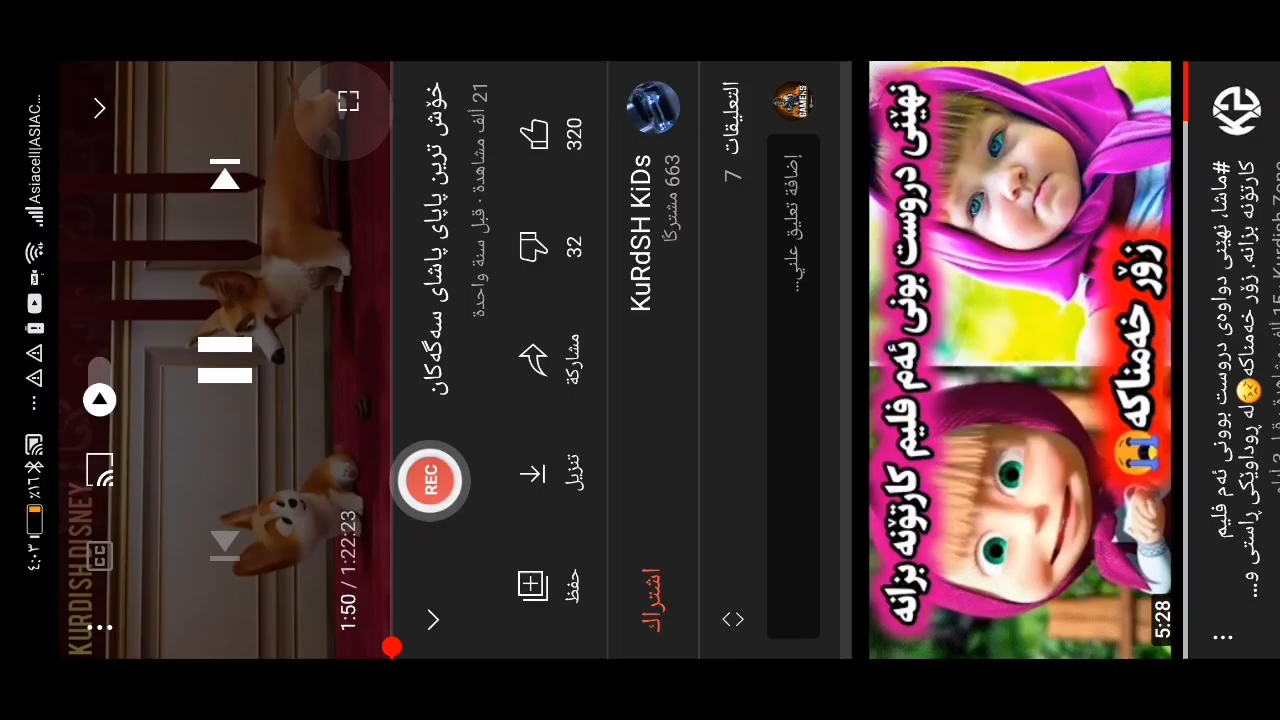 Asiacell|ASIAC...
٪١٦
٤:٠٣
KURDISH DISNEY
CC
1:50 / 1:22:23
خۆش ترین پاپای پاشای سەگەکان
21 ألف مشاهدة · قبل سنة واحدة
320
32
مشاركة
تنزيل
حفظ
REC
KuRdSH KiDs
663 مشتركًا
اشتراك
التعليقات 7
GAMERS
إضافة تعليق علني...
نهێنی دروست بونی ئەم فلیم کارتۆنە بزانە
زۆر خەمناکە
5:28
#ماشا، نهێنی دواوەی دروست بوونی ئەم فلیم
کارتۆنە بزانە. زۆر خەمناکە😢لە ڕوداوێکی ڕاستی و...